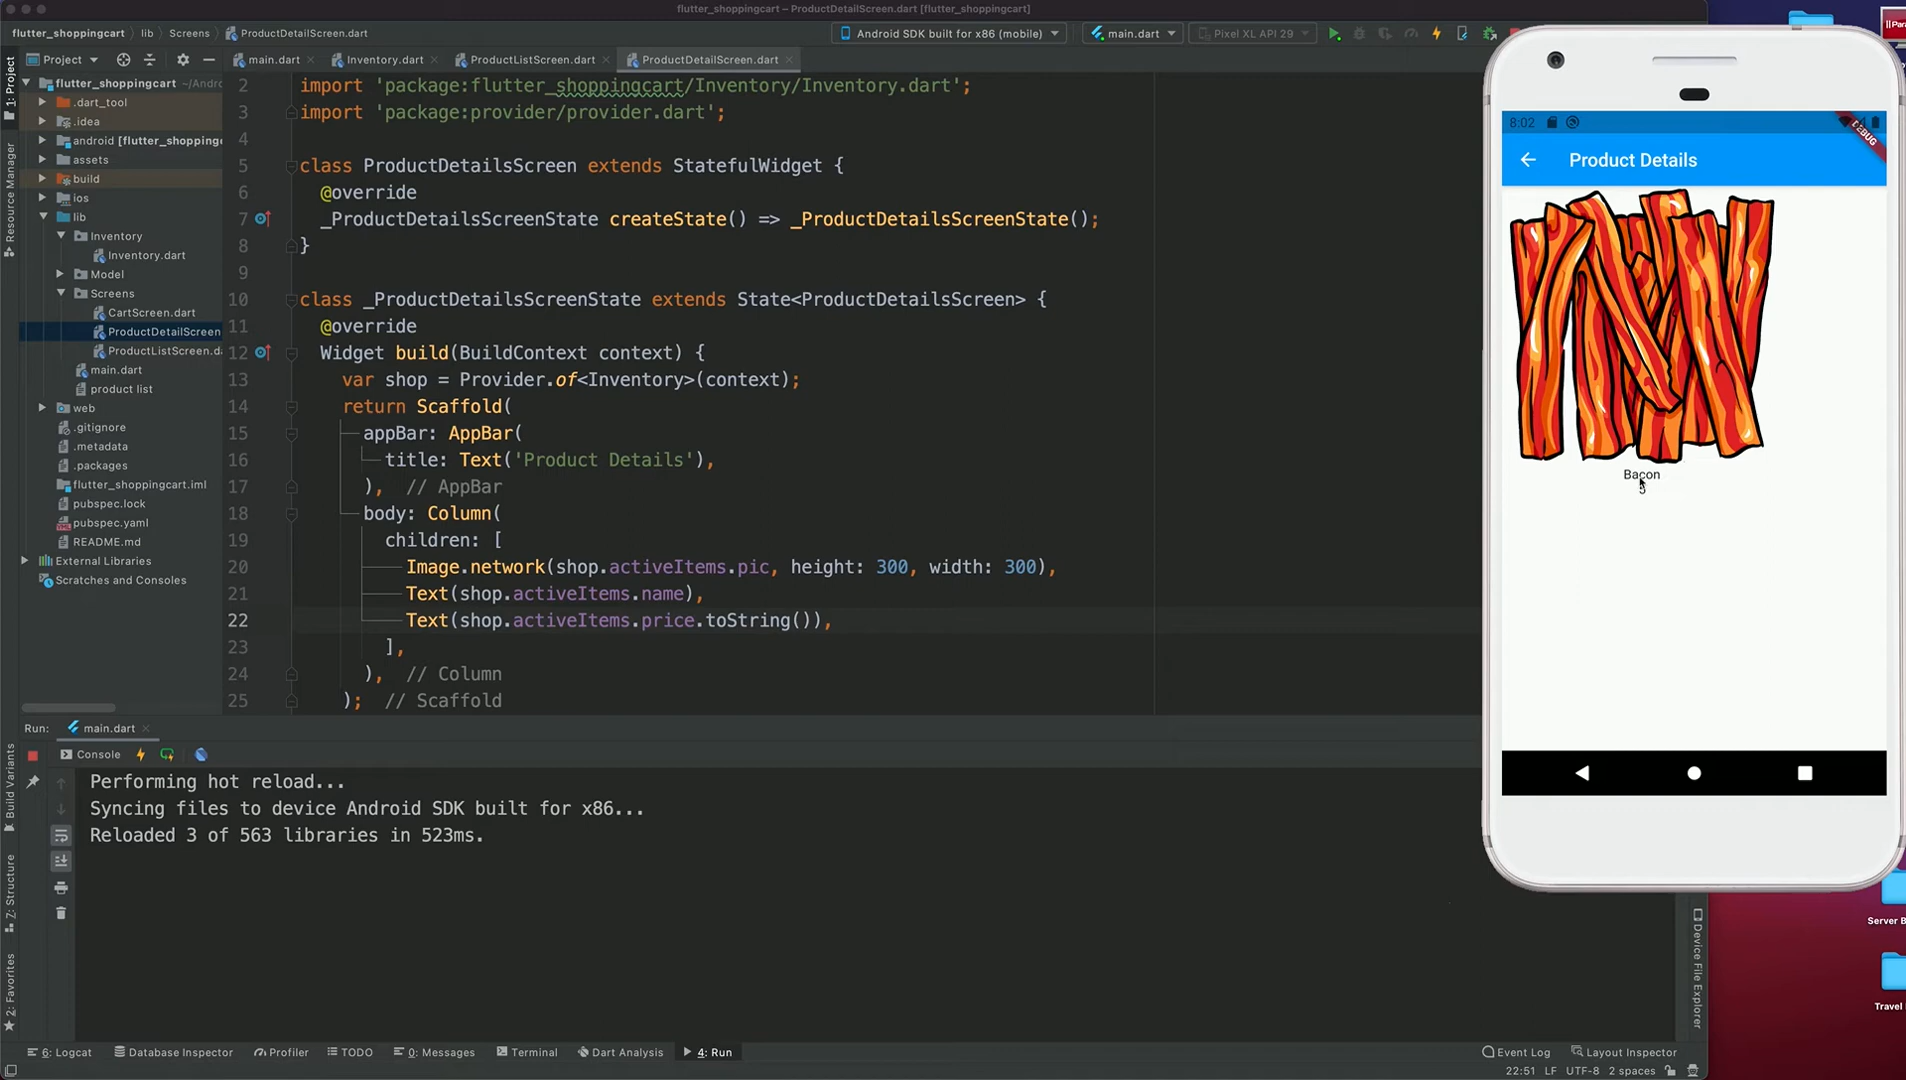 flutter_shoppingcart – ProductDetailScreen.dart [flutter_shoppingcart]
flutter_shoppingcart lib Screens ProductDetailScreen.dart
Android SDK built for x86 (mobile) main.dart Pixel XL API 29
Project
main.dart Inventory.dart ProductListScreen.dart ProductDetailScreen.dart
1: Project
Resource Manager
Build Variants
Z: Structure
2: Favorites
flutter_shoppingcart ~/Andro
.dart_tool
.idea
android [flutter_shopping
assets
build
ios
lib
Inventory
Inventory.dart
Model
Screens
CartScreen.dart
ProductDetailScreen
ProductListScreen.da
main.dart
product list
web
.gitignore
.metadata
.packages
flutter_shoppingcart.iml
pubspec.lock
pubspec.yaml
README.md
External Libraries
Scratches and Consoles
2 import 'package:flutter_shoppingcart/Inventory/Inventory.dart';
3 import 'package:provider/provider.dart';
4
5 class ProductDetailsScreen extends StatefulWidget {
6 @override
7 _ProductDetailsScreenState createState() => _ProductDetailsScreenState();
8 }
9
10 class _ProductDetailsScreenState extends State<ProductDetailsScreen> {
11 @override
12 Widget build(BuildContext context) {
13 var shop = Provider.of<Inventory>(context);
14 return Scaffold(
15 appBar: AppBar(
16 title: Text('Product Details'),
17 ), // AppBar
18 body: Column(
19 children: [
20 Image.network(shop.activeItems.pic, height: 300, width: 300),
21 Text(shop.activeItems.name),
22 Text(shop.activeItems.price.toString()),
23 ],
24 ), // Column
25 ); // Scaffold
8:02
DEBUG
Product Details
Bacon
Run: main.dart
Console
Performing hot reload...
Syncing files to device Android SDK built for x86...
Reloaded 3 of 563 libraries in 523ms.
Device File Explorer
Server B
Travel
6: Logcat Database Inspector Profiler TODO 0: Messages Terminal Dart Analysis 4: Run Event Log Layout Inspector
22:51 LF UTF-8 2 spaces